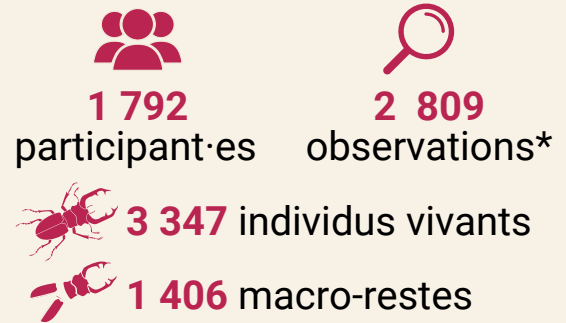 1 792 2 809
participant·es observations*
3 347 individus vivants
1 406 macro-restes